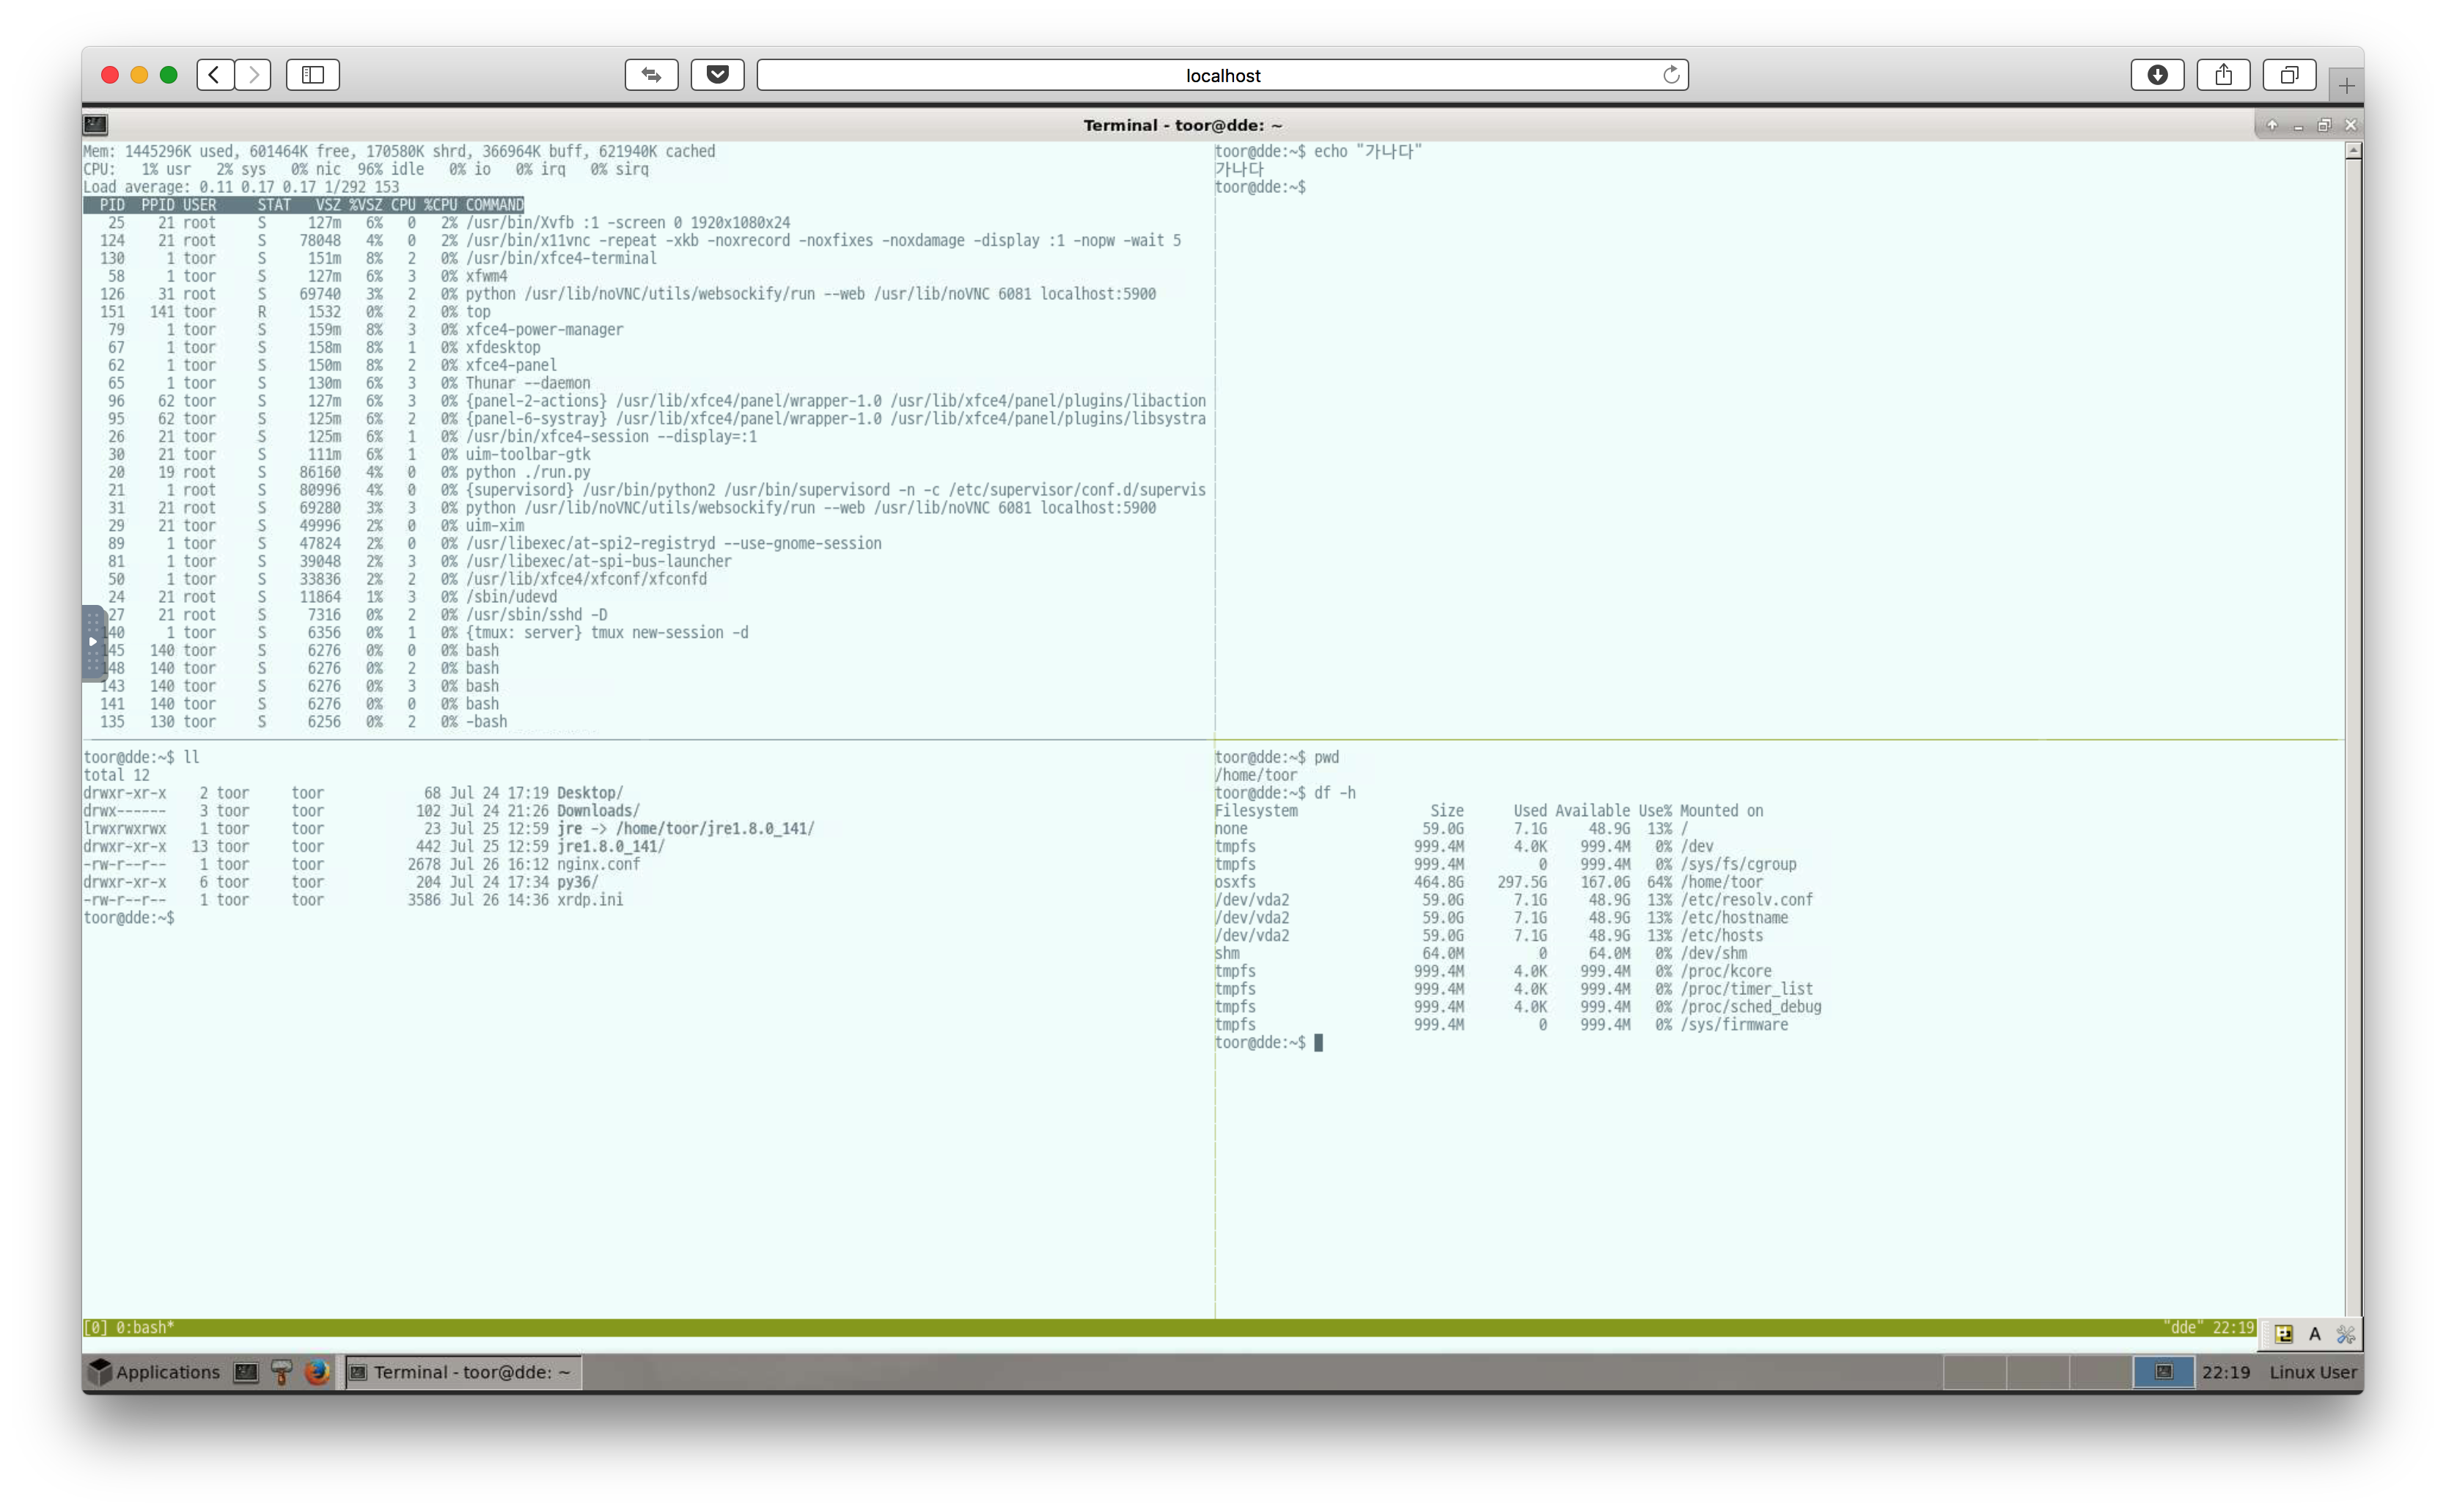 localhost
Terminal - toor@dde: ~
Mem: 1445296K used, 601464K free, 170580K shrd, 366964K buff, 621940K cached
CPU:   1% usr   2% sys   0% nic  96% idle   0% io   0% irq   0% sirq
Load average: 0.11 0.17 0.17 1/292 153
PID  PPID USER     STAT   VSZ %VSZ CPU %CPU COMMAND
25    21 root     S     127m   6%   0   2% /usr/bin/Xvfb :1 -screen 0 1920x1080x24
124    21 root     S    78048   4%   0   2% /usr/bin/x11vnc -repeat -xkb -noxrecord -noxfixes -noxdamage -display :1 -nopw -wait 5
130     1 toor     S     151m   8%   2   0% /usr/bin/xfce4-terminal
58     1 toor     S     127m   6%   3   0% xfwm4
126    31 root     S    69740   3%   2   0% python /usr/lib/noVNC/utils/websockify/run --web /usr/lib/noVNC 6081 localhost:5900
151   141 toor     R     1532   0%   2   0% top
79     1 toor     S     159m   8%   3   0% xfce4-power-manager
67     1 toor     S     158m   8%   1   0% xfdesktop
62     1 toor     S     150m   8%   2   0% xfce4-panel
65     1 toor     S     130m   6%   3   0% Thunar --daemon
96    62 toor     S     127m   6%   3   0% {panel-2-actions} /usr/lib/xfce4/panel/wrapper-1.0 /usr/lib/xfce4/panel/plugins/libaction
95    62 toor     S     125m   6%   2   0% {panel-6-systray} /usr/lib/xfce4/panel/wrapper-1.0 /usr/lib/xfce4/panel/plugins/libsystra
26    21 toor     S     125m   6%   1   0% /usr/bin/xfce4-session --display=:1
30    21 toor     S     111m   6%   1   0% uim-toolbar-gtk
20    19 root     S    86160   4%   0   0% python ./run.py
21     1 root     S    80996   4%   0   0% {supervisord} /usr/bin/python2 /usr/bin/supervisord -n -c /etc/supervisor/conf.d/supervis
31    21 root     S    69280   3%   3   0% python /usr/lib/noVNC/utils/websockify/run --web /usr/lib/noVNC 6081 localhost:5900
29    21 toor     S    49996   2%   0   0% uim-xim
89     1 toor     S    47824   2%   0   0% /usr/libexec/at-spi2-registryd --use-gnome-session
81     1 toor     S    39048   2%   3   0% /usr/libexec/at-spi-bus-launcher
50     1 toor     S    33836   2%   2   0% /usr/lib/xfce4/xfconf/xfconfd
24    21 root     S    11864   1%   3   0% /sbin/udevd
27    21 root     S     7316   0%   2   0% /usr/sbin/sshd -D
140     1 toor     S     6356   0%   1   0% {tmux: server} tmux new-session -d
145   140 toor     S     6276   0%   0   0% bash
148   140 toor     S     6276   0%   2   0% bash
143   140 toor     S     6276   0%   3   0% bash
141   140 toor     S     6276   0%   0   0% bash
135   130 toor     S     6256   0%   2   0% -bash
toor@dde:~$ echo "가나다"
가나다
toor@dde:~$
toor@dde:~$ ll
total 12
drwxr-xr-x    2 toor     toor            68 Jul 24 17:19 Desktop/
drwx------    3 toor     toor           102 Jul 24 21:26 Downloads/
lrwxrwxrwx    1 toor     toor            23 Jul 25 12:59 jre -> /home/toor/jre1.8.0_141/
drwxr-xr-x   13 toor     toor           442 Jul 25 12:59 jre1.8.0_141/
-rw-r--r--    1 toor     toor          2678 Jul 26 16:12 nginx.conf
drwxr-xr-x    6 toor     toor           204 Jul 24 17:34 py36/
-rw-r--r--    1 toor     toor          3586 Jul 26 14:36 xrdp.ini
toor@dde:~$
toor@dde:~$ pwd
/home/toor
toor@dde:~$ df -h
Filesystem                Size      Used Available Use% Mounted on
none                     59.0G      7.1G     48.9G  13% /
tmpfs                   999.4M      4.0K    999.4M   0% /dev
tmpfs                   999.4M         0    999.4M   0% /sys/fs/cgroup
osxfs                   464.8G    297.5G    167.0G  64% /home/toor
/dev/vda2                59.0G      7.1G     48.9G  13% /etc/resolv.conf
/dev/vda2                59.0G      7.1G     48.9G  13% /etc/hostname
/dev/vda2                59.0G      7.1G     48.9G  13% /etc/hosts
shm                      64.0M         0     64.0M   0% /dev/shm
tmpfs                   999.4M      4.0K    999.4M   0% /proc/kcore
tmpfs                   999.4M      4.0K    999.4M   0% /proc/timer_list
tmpfs                   999.4M      4.0K    999.4M   0% /proc/sched_debug
tmpfs                   999.4M         0    999.4M   0% /sys/firmware
toor@dde:~$
[0] 0:bash*
"dde" 22:19
A
Applications
Terminal - toor@dde: ~
22:19
Linux User